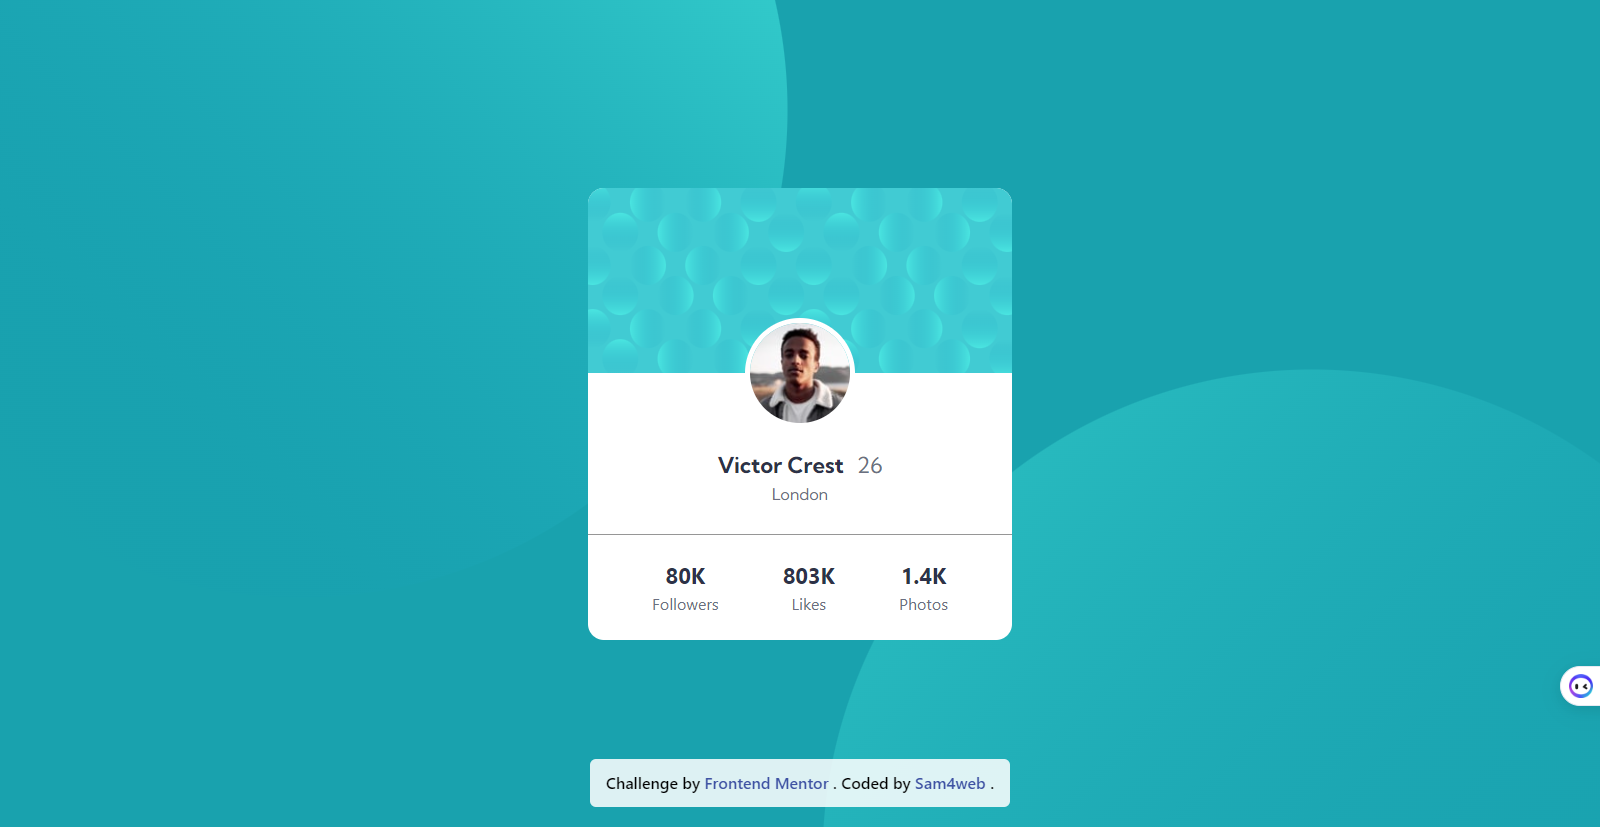 Victor Crest 26
London
80K 803K 1.4K
Followers Likes Photos
Challenge by Frontend Mentor . Coded by Sam4web .